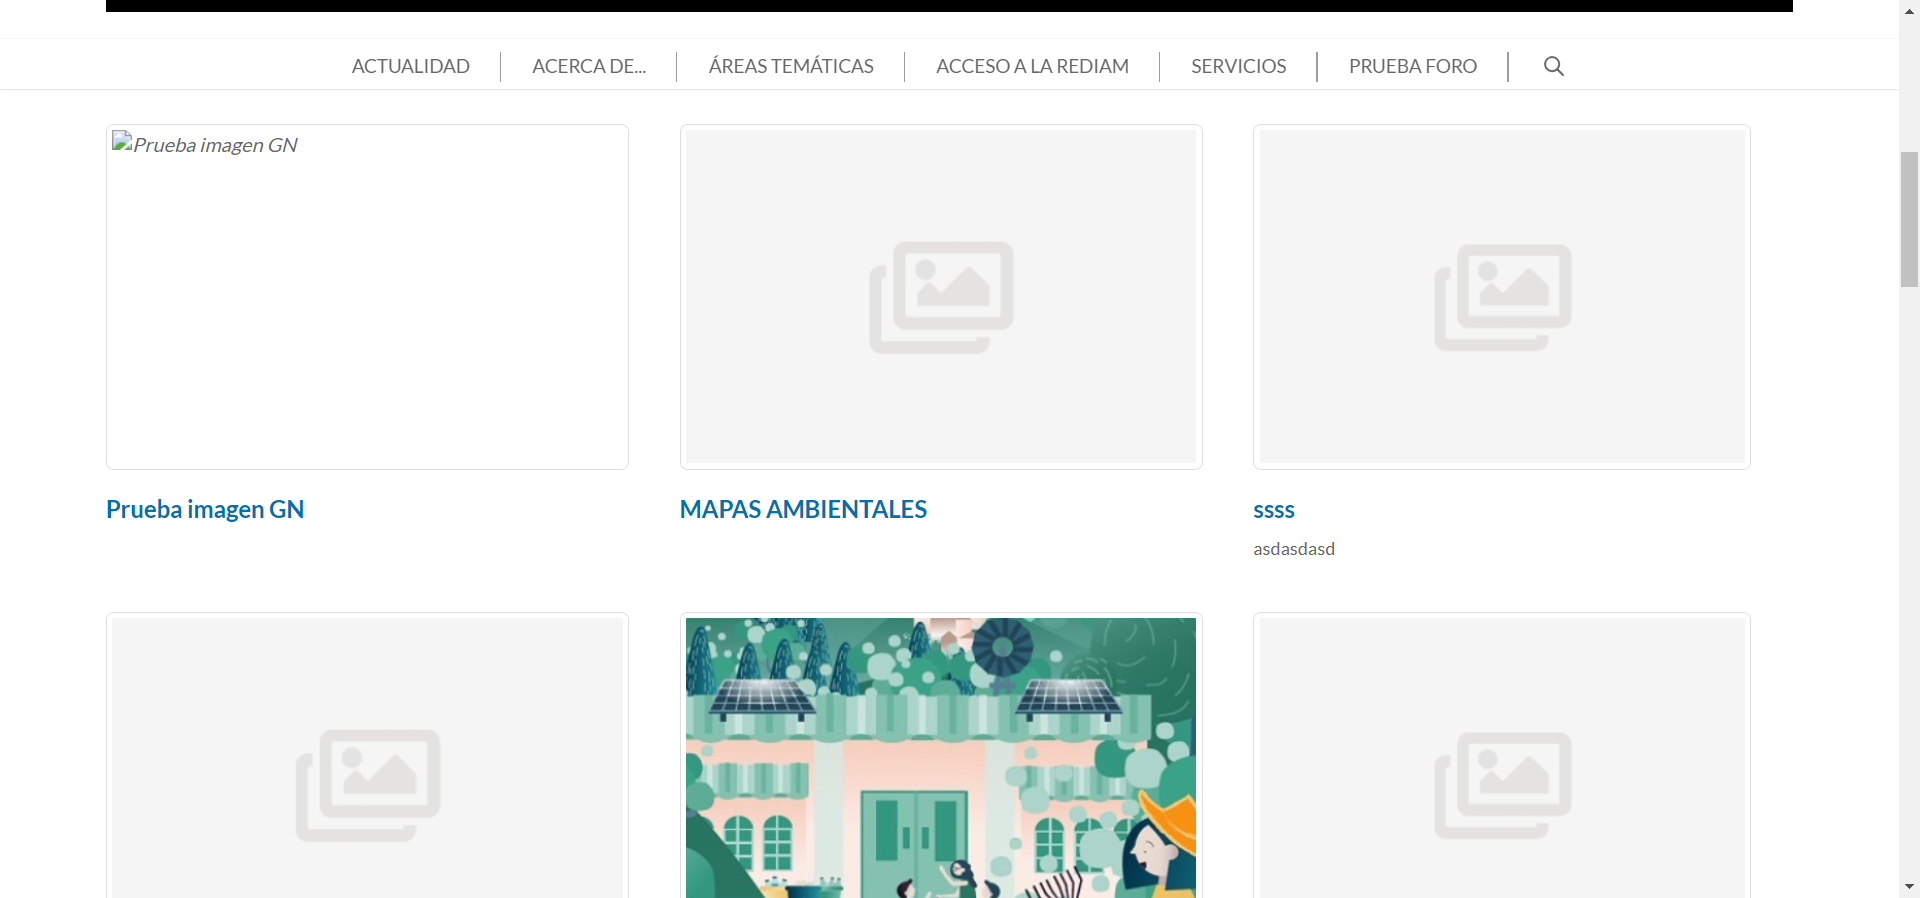 ACTUALIDAD ACERCA DE... ÁREAS TEMÁTICAS ACCESO A LA REDIAM SERVICIOS PRUEBA FORO
Prueba imagen GN
Prueba imagen GN
MAPAS AMBIENTALES
ssss
asdasdasd